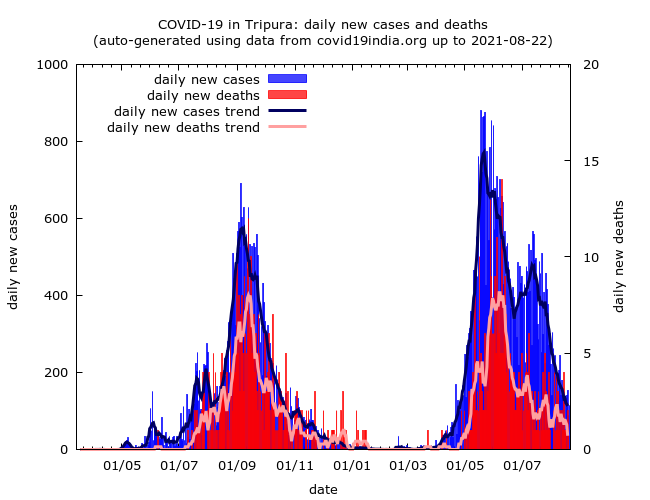 COVID-19 in Tripura: daily new cases and deaths
(auto-generated using data from covid19india.org up to 2021-08-22)
1000
800
600
400
200
0
20
15
10
5
0
daily new cases
daily new deaths
daily new cases trend
daily new deaths trend
daily new cases
daily new deaths
01/05 01/07 01/09 01/11 01/01 01/03 01/05 01/07
date